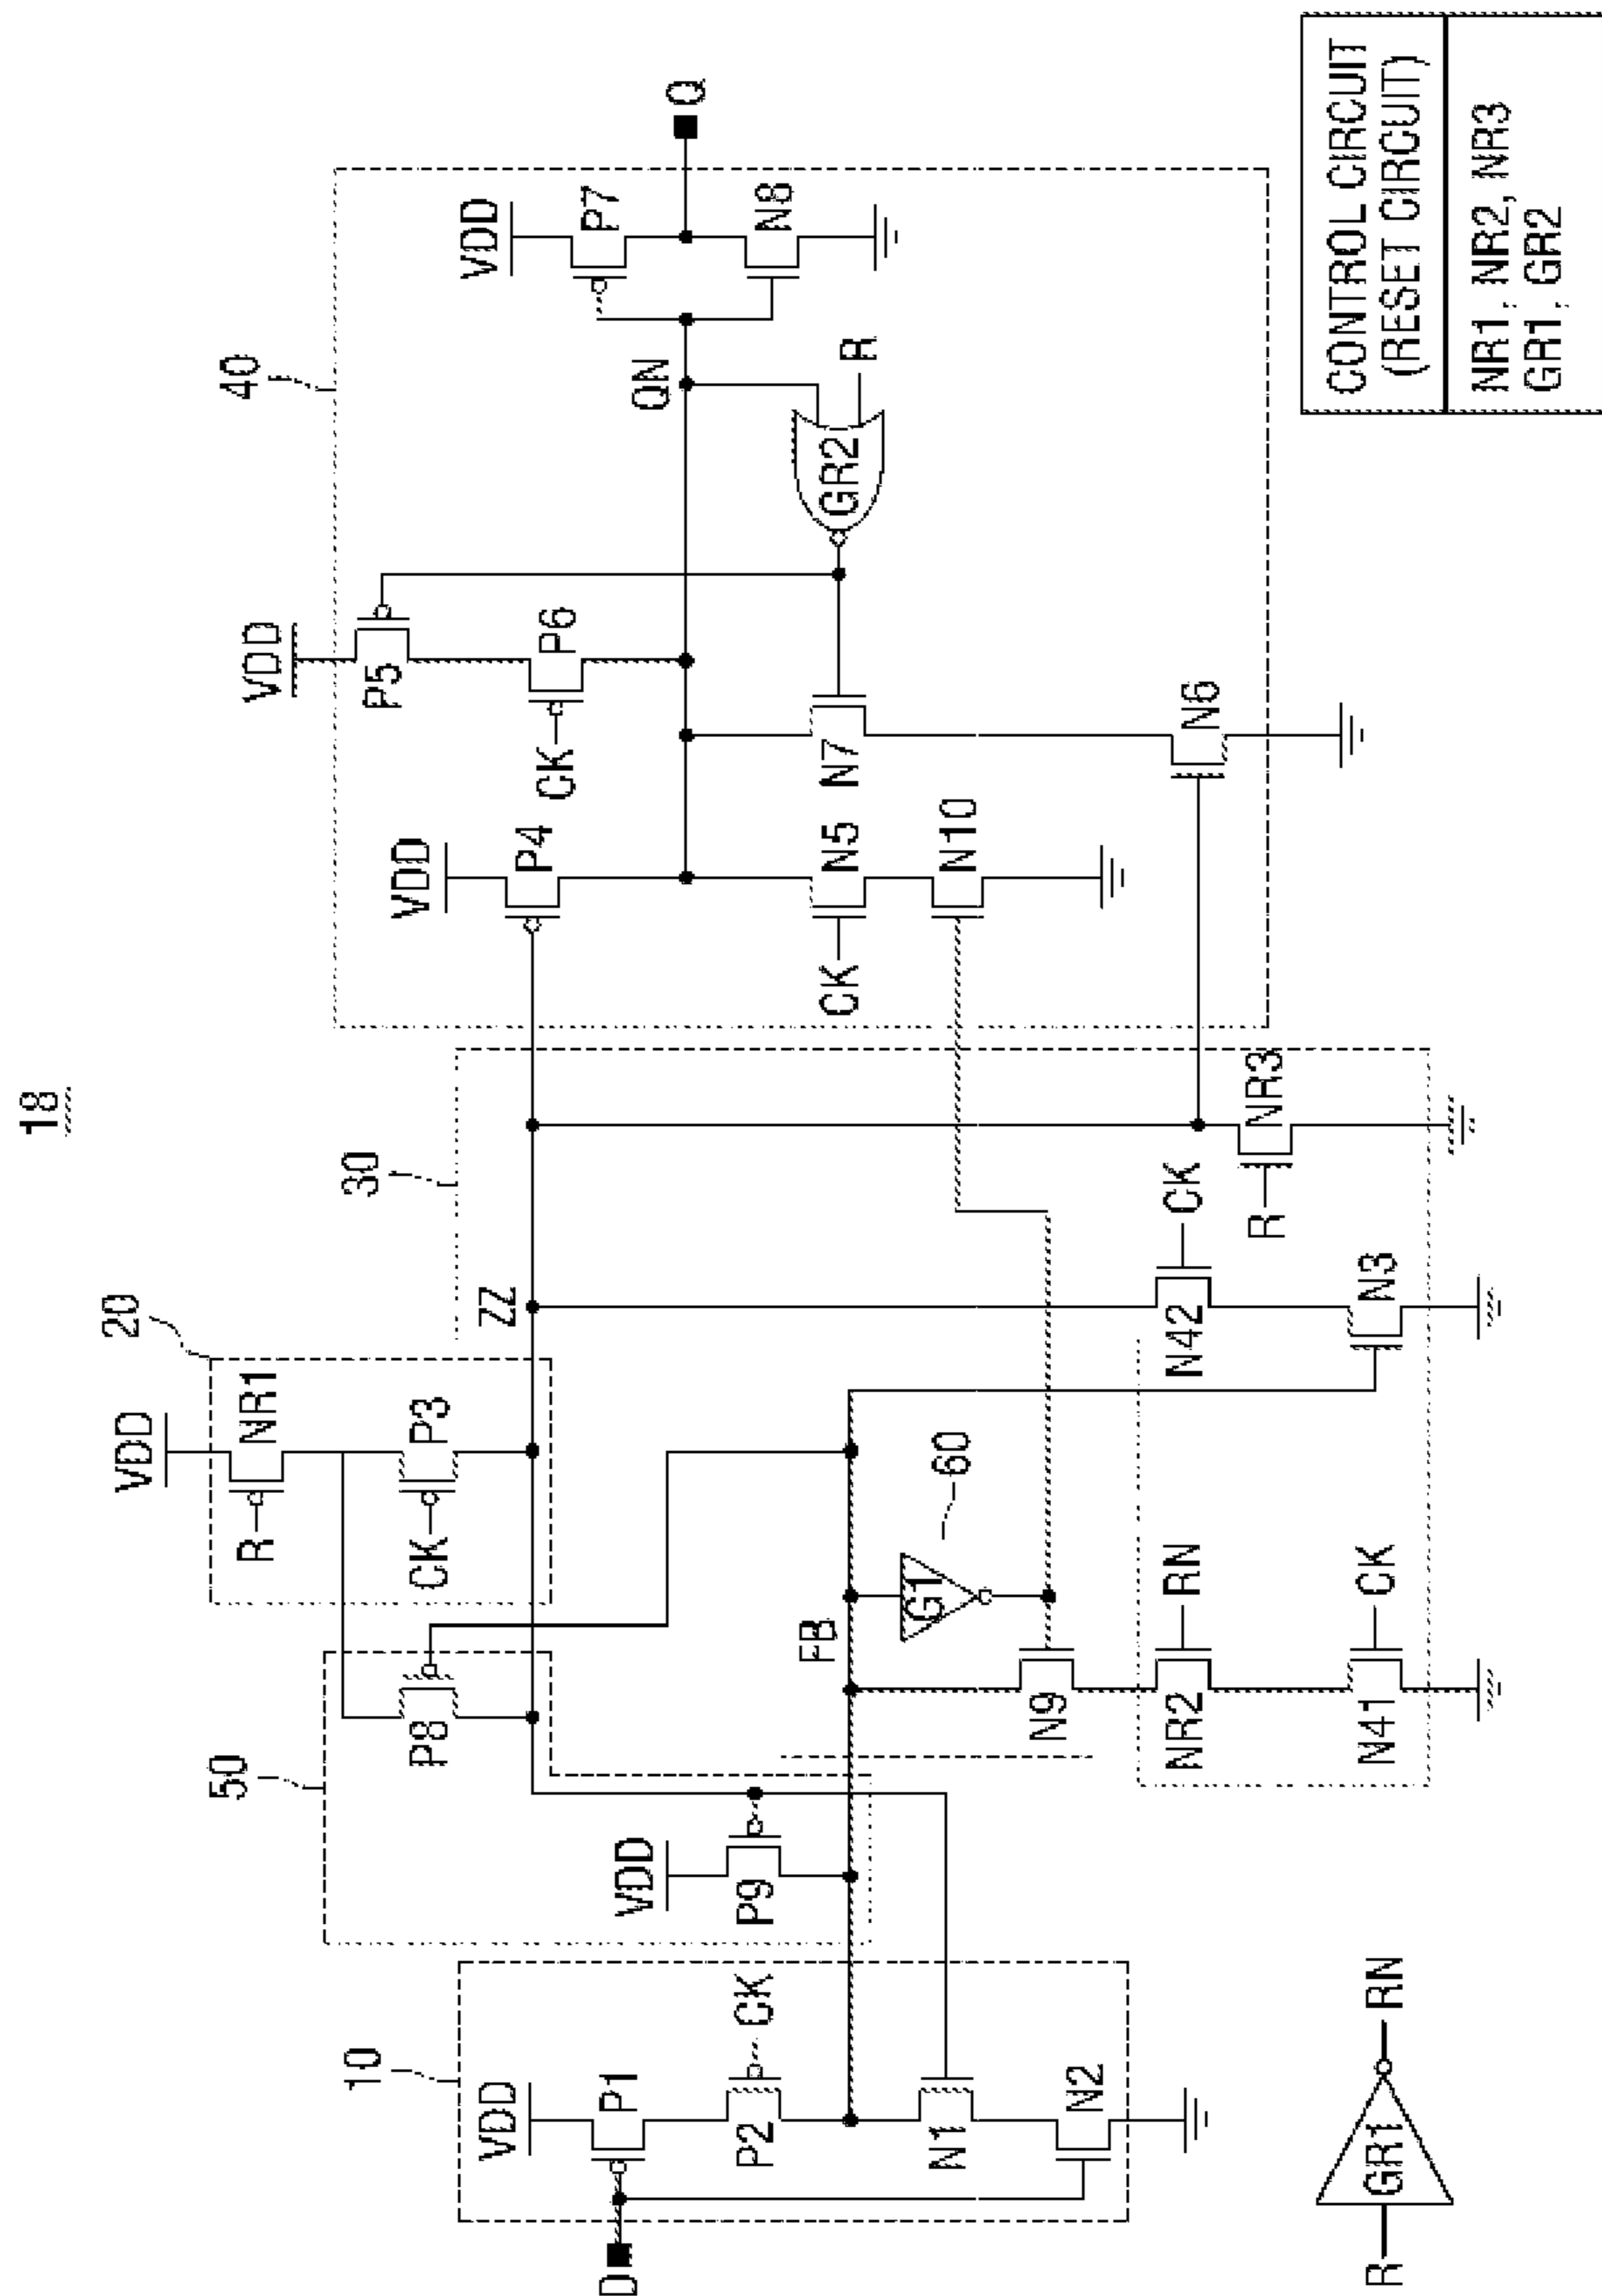 18
10
VDD
P1
P2
CK
N1
N2
D
50
VDD
P9
P8
20
VDD
NR1
R
P3
CK
ZZ
FB
G1
60
N9
NR2
RN
N41
CK
30
N42
CK
N3
R
NR3
40
VDD
P4
VDD
P5
P6
CK
CK
N5
N10
N7
N6
QN
GR2
R
VDD
P7
N8
Q
R
GR1
RN
CONTROL CIRCUIT
(RESET CIRCUIT)
NR1, NR2, NR3
GR1, GR2